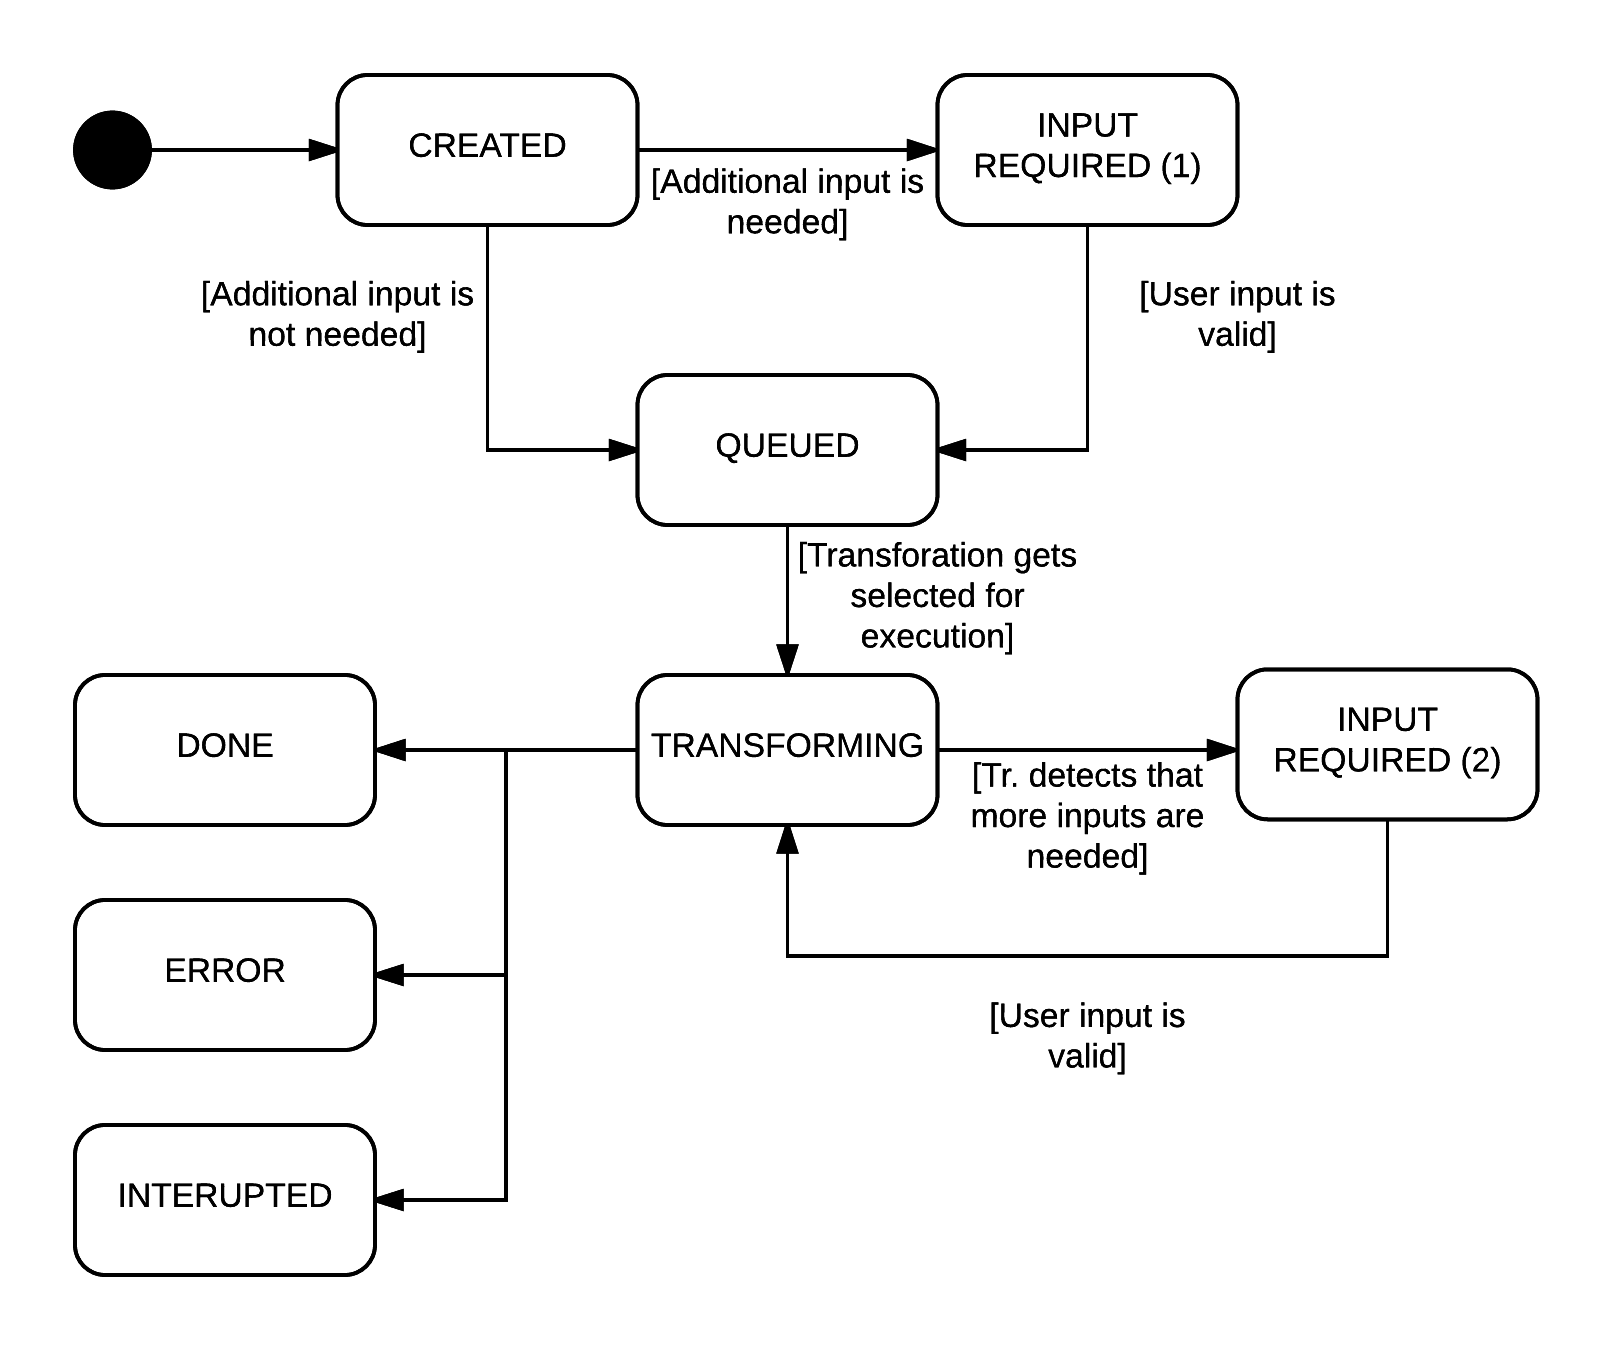 CREATED
INPUT
REQUIRED (1)
[Additional input is
needed]
[Additional input is
not needed]
[User input is
valid]
QUEUED
[Transforation gets
selected for
execution]
DONE
TRANSFORMING
INPUT
REQUIRED (2)
[Tr. detects that
more inputs are
needed]
ERROR
[User input is
valid]
INTERUPTED